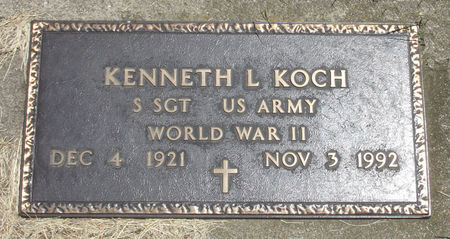 KENNETH L KOCH
S SGT US ARMY
WORLD WAR II
DEC 4 1921 NOV 3 1992